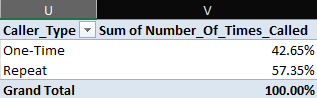 U V
Caller_Type Sum of Number_Of_Times_Called
One-Time 42.65%
Repeat 57.35%
Grand Total 100.00%